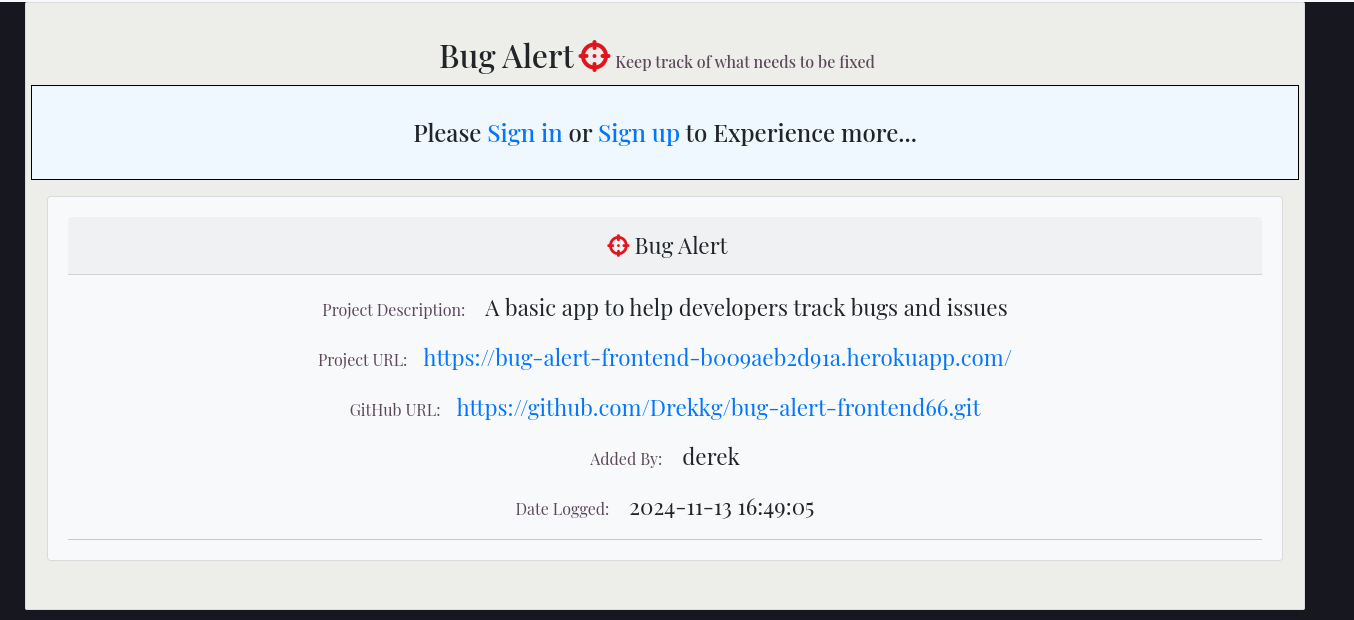 Bug Alert Keep track of what needs to be fixed
Please Sign in or Sign up to Experience more...
Bug Alert
Project Description: A basic app to help developers track bugs and issues
Project URL: https://bug-alert-frontend-b009aeb2d91a.herokuapp.com/
GitHub URL: https://github.com/Drekkg/bug-alert-frontend66.git
Added By: derek
Date Logged: 2024-11-13 16:49:05